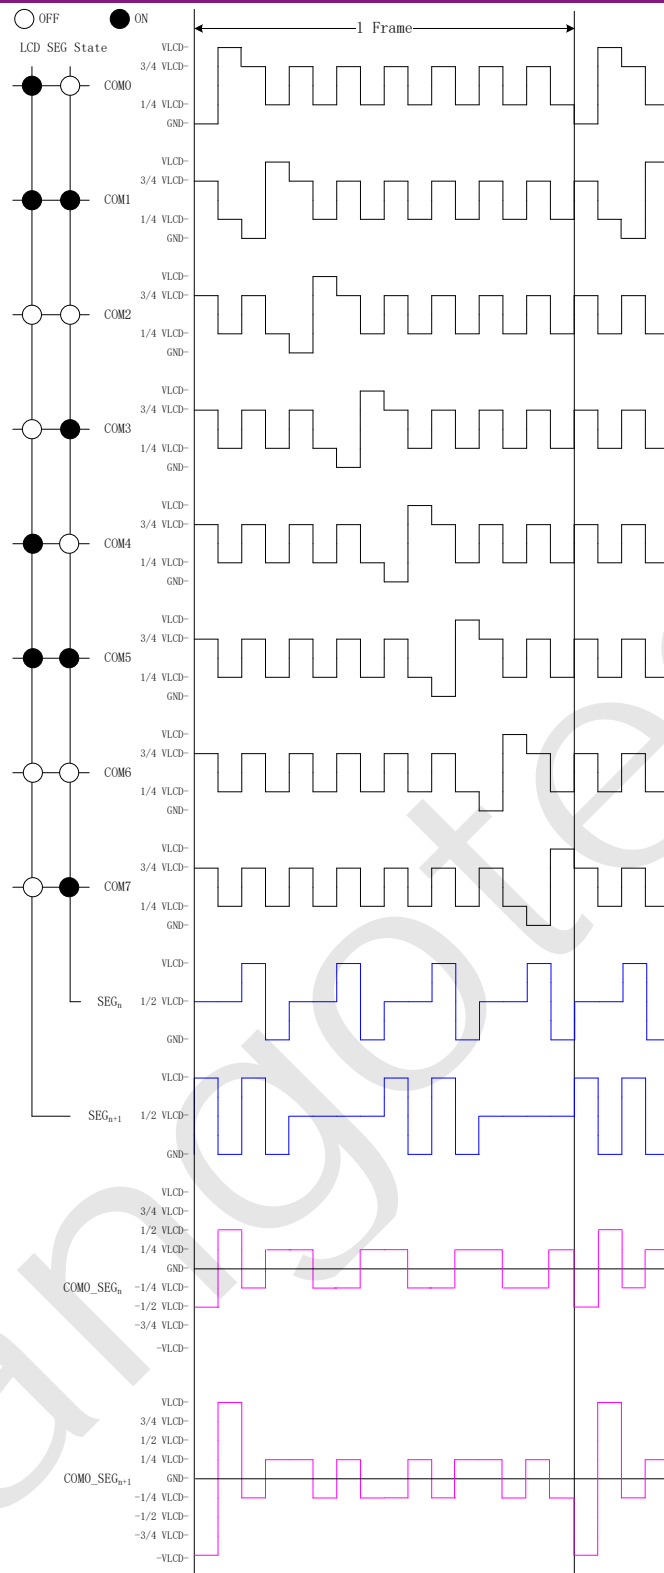 OFF ON
LCD SEG State
1 Frame
VLCD
3/4 VLCD
COM0
1/4 VLCD
GND
VLCD
3/4 VLCD
COM1
1/4 VLCD
GND
VLCD
3/4 VLCD
COM2
1/4 VLCD
GND
VLCD
3/4 VLCD
COM3
1/4 VLCD
GND
VLCD
3/4 VLCD
COM4
1/4 VLCD
GND
VLCD
3/4 VLCD
COM5
1/4 VLCD
GND
VLCD
3/4 VLCD
COM6
1/4 VLCD
GND
VLCD
3/4 VLCD
COM7
1/4 VLCD
GND
VLCD
SEGn 1/2 VLCD
GND
VLCD
SEGn+1 1/2 VLCD
GND
VLCD
3/4 VLCD
1/2 VLCD
1/4 VLCD
GND
COM0_SEGn -1/4 VLCD
-1/2 VLCD
-3/4 VLCD
-VLCD
VLCD
3/4 VLCD
1/2 VLCD
1/4 VLCD
COM0_SEGn+1 GND
-1/4 VLCD
-1/2 VLCD
-3/4 VLCD
-VLCD